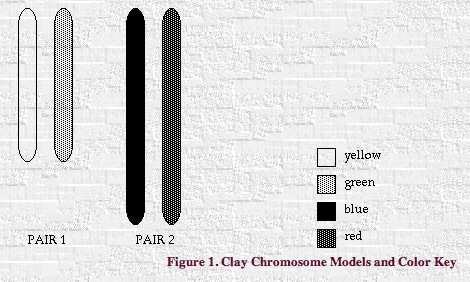 yellow
green
blue
red
PAIR 1
PAIR 2
Figure 1. Clay Chromosome Models and Color Key